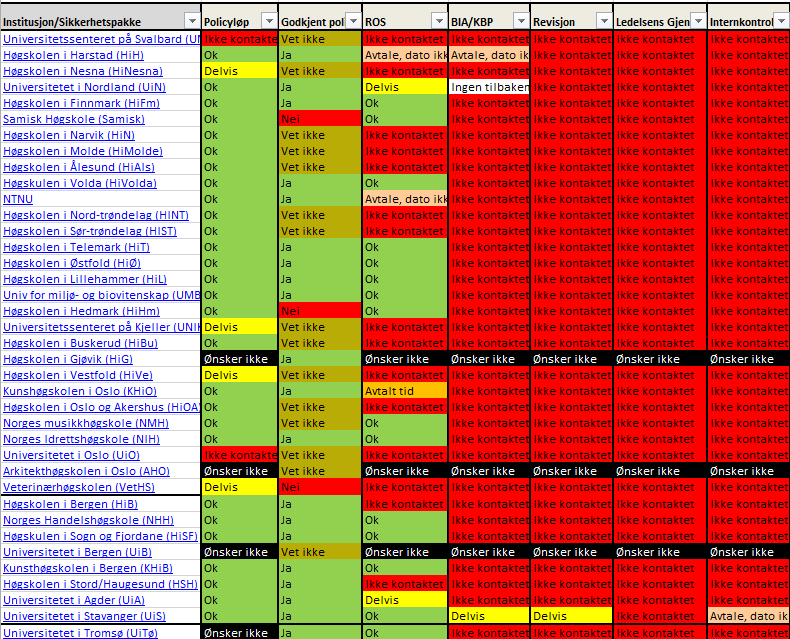 Institusjon/Sikkerhetspakke Policyløp Godkjent pol ROS BIA/KBP Revisjon Ledelsens Gjen Internkontrol
Universitetssenteret på Svalbard (UN Ikke kontakte Vet ikke Ikke kontaktet Ikke kontaktet Ikke kontaktet Ikke kontaktet Ikke kontaktet
Høgskolen i Harstad (HiH) Ok Ja Avtale, dato ikk Avtale, dato ik Ikke kontaktet Ikke kontaktet Ikke kontaktet
Høgskolen i Nesna (HiNesna) Delvis Vet ikke Ikke kontaktet Ikke kontaktet Ikke kontaktet Ikke kontaktet Ikke kontaktet
Universitetet i Nordland (UiN) Ok Ja Delvis Ingen tilbaken Ikke kontaktet Ikke kontaktet Ikke kontaktet
Høgskolen i Finnmark (HiFm) Ok Ja Ok Ikke kontaktet Ikke kontaktet Ikke kontaktet Ikke kontaktet
Samisk Høgskole (Samisk) Ok Nei Ok Ikke kontaktet Ikke kontaktet Ikke kontaktet Ikke kontaktet
Høgskolen i Narvik (HiN) Ok Vet ikke Ikke kontaktet Ikke kontaktet Ikke kontaktet Ikke kontaktet Ikke kontaktet
Høgskolen i Molde (HiMolde) Ok Vet ikke Ikke kontaktet Ikke kontaktet Ikke kontaktet Ikke kontaktet Ikke kontaktet
Høgskolen i Ålesund (HiAls) Ok Vet ikke Ikke kontaktet Ikke kontaktet Ikke kontaktet Ikke kontaktet Ikke kontaktet
Høgskulen i Volda (HiVolda) Ok Ja Ok Ikke kontaktet Ikke kontaktet Ikke kontaktet Ikke kontaktet
NTNU Ok Ja Avtale, dato ikk Ikke kontaktet Ikke kontaktet Ikke kontaktet Ikke kontaktet
Høgskolen i Nord-trøndelag (HINT) Ok Vet ikke Ikke kontaktet Ikke kontaktet Ikke kontaktet Ikke kontaktet Ikke kontaktet
Høgskolen i Sør-trøndelag (HIST) Ok Vet ikke Ikke kontaktet Ikke kontaktet Ikke kontaktet Ikke kontaktet Ikke kontaktet
Høgskolen i Telemark (HiT) Ok Ja Ok Ikke kontaktet Ikke kontaktet Ikke kontaktet Ikke kontaktet
Høgskolen i Østfold (HiØ) Ok Ja Ok Ikke kontaktet Ikke kontaktet Ikke kontaktet Ikke kontaktet
Høgskolen i Lillehammer (HiL) Ok Ja Ok Ikke kontaktet Ikke kontaktet Ikke kontaktet Ikke kontaktet
Univ for miljø- og biovitenskap (UMB Ok Ja Ok Ikke kontaktet Ikke kontaktet Ikke kontaktet Ikke kontaktet
Høgskolen i Hedmark (HiHm) Ok Nei Ok Ikke kontaktet Ikke kontaktet Ikke kontaktet Ikke kontaktet
Universitetssenteret på Kjeller (UNIK Delvis Vet ikke Ikke kontaktet Ikke kontaktet Ikke kontaktet Ikke kontaktet Ikke kontaktet
Høgskolen i Buskerud (HiBu) Ok Vet ikke Ikke kontaktet Ikke kontaktet Ikke kontaktet Ikke kontaktet Ikke kontaktet
Høgskolen i Gjøvik (HiG) Ønsker ikke Ja Ønsker ikke Ønsker ikke Ønsker ikke Ønsker ikke Ønsker ikke
Høgskolen i Vestfold (HiVe) Delvis Vet ikke Ikke kontaktet Ikke kontaktet Ikke kontaktet Ikke kontaktet Ikke kontaktet
Kunsthøgskolen i Oslo (KHiO) Ok Ja Avtalt tid Ikke kontaktet Ikke kontaktet Ikke kontaktet Ikke kontaktet
Høgskolen i Oslo og Akershus (HiOA) Ok Vet ikke Ikke kontaktet Ikke kontaktet Ikke kontaktet Ikke kontaktet Ikke kontaktet
Norges musikkhøgskole (NMH) Ok Vet ikke Ok Ikke kontaktet Ikke kontaktet Ikke kontaktet Ikke kontaktet
Norges Idrettshøgskole (NIH) Ok Ja Ok Ikke kontaktet Ikke kontaktet Ikke kontaktet Ikke kontaktet
Universitetet i Oslo (UiO) Ikke kontakte Vet ikke Ikke kontaktet Ikke kontaktet Ikke kontaktet Ikke kontaktet Ikke kontaktet
Arkitekthøgskolen i Oslo (AHO) Ønsker ikke Vet ikke Ønsker ikke Ønsker ikke Ønsker ikke Ønsker ikke Ønsker ikke
Veterinærhøgskolen (VetHS) Delvis Nei Ikke kontaktet Ikke kontaktet Ikke kontaktet Ikke kontaktet Ikke kontaktet
Høgskolen i Bergen (HiB) Ok Ja Ikke kontaktet Ikke kontaktet Ikke kontaktet Ikke kontaktet Ikke kontaktet
Norges Handelshøgskole (NHH) Ok Ja Ok Ikke kontaktet Ikke kontaktet Ikke kontaktet Ikke kontaktet
Høgskulen i Sogn og Fjordane (HiSF) Ok Ja Ok Ikke kontaktet Ikke kontaktet Ikke kontaktet Ikke kontaktet
Universitetet i Bergen (UiB) Ønsker ikke Vet ikke Ønsker ikke Ønsker ikke Ønsker ikke Ønsker ikke Ønsker ikke
Kunsthøgskolen i Bergen (KHiB) Ok Ja Ok Ikke kontaktet Ikke kontaktet Ikke kontaktet Ikke kontaktet
Høgskolen i Stord/Haugesund (HSH) Ok Ja Ikke kontaktet Ikke kontaktet Ikke kontaktet Ikke kontaktet Ikke kontaktet
Universitetet i Agder (UiA) Ok Ja Delvis Ikke kontaktet Ikke kontaktet Ikke kontaktet Ikke kontaktet
Universitetet i Stavanger (UiS) Ok Ja Ok Delvis Delvis Ikke kontaktet Avtale, dato ik
Universitetet i Tromsø (UiTø) Ønsker ikke Ja Ok Ikke kontaktet Ikke kontaktet Ikke kontaktet Ikke kontaktet